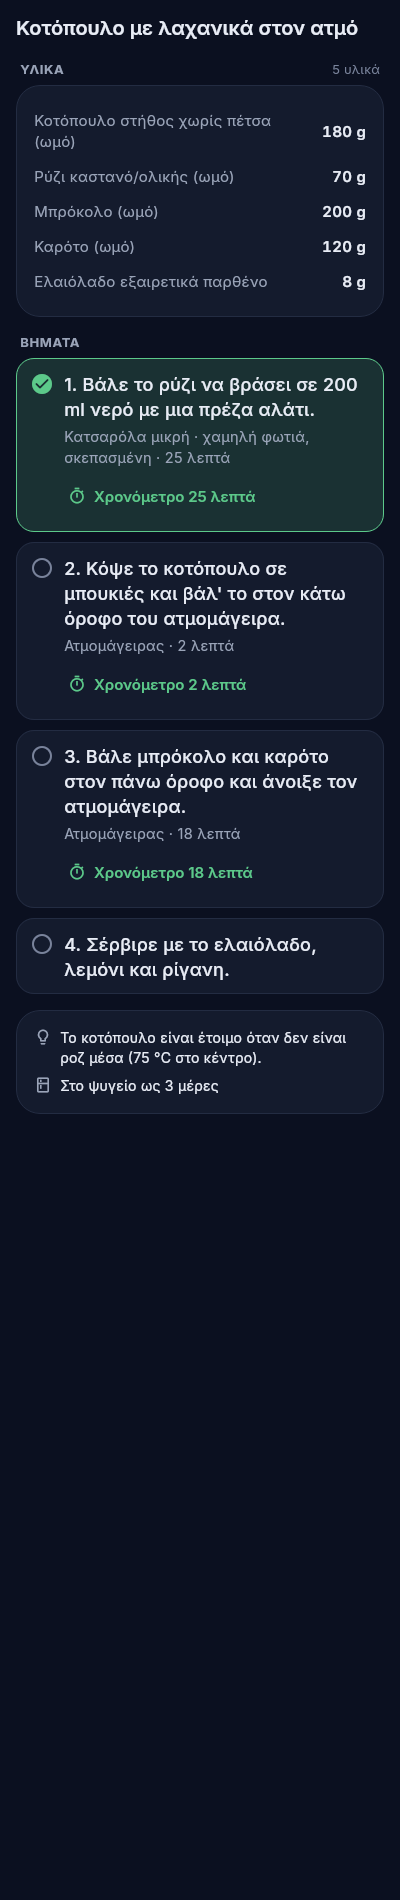 Κοτόπουλο με λαχανικά στον ατμό
ΥΛΙΚΑ
5 υλικά
Κοτόπουλο στήθος χωρίς πέτσα
(ωμό)
180 g
Ρύζι καστανό/ολικής (ωμό)
70 g
Μπρόκολο (ωμό)
200 g
Καρότο (ωμό)
120 g
Ελαιόλαδο εξαιρετικά παρθένο
8 g
ΒΗΜΑΤΑ
1. Βάλε το ρύζι να βράσει σε 200
ml νερό με μια πρέζα αλάτι.
Κατσαρόλα μικρή · χαμηλή φωτιά,
σκεπασμένη · 25 λεπτά
Χρονόμετρο 25 λεπτά
2. Κόψε το κοτόπουλο σε
μπουκιές και βάλ' το στον κάτω
όροφο του ατμομάγειρα.
Ατμομάγειρας · 2 λεπτά
Χρονόμετρο 2 λεπτά
3. Βάλε μπρόκολο και καρότο
στον πάνω όροφο και άνοιξε τον
ατμομάγειρα.
Ατμομάγειρας · 18 λεπτά
Χρονόμετρο 18 λεπτά
4. Σέρβιρε με το ελαιόλαδο,
λεμόνι και ρίγανη.
Το κοτόπουλο είναι έτοιμο όταν δεν είναι
ροζ μέσα (75 °C στο κέντρο).
Στο ψυγείο ως 3 μέρες